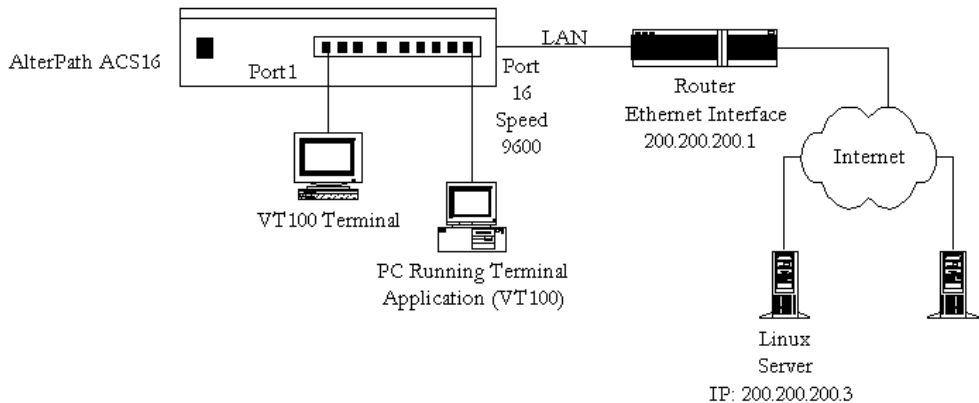 AlterPath ACS16
Port1
LAN
Port
16
Speed
9600
Router
Ethernet Interface
200.200.200.1
Internet
VT100 Terminal
PC Running Terminal
Application (VT100)
Linux
Server
IP: 200.200.200.3